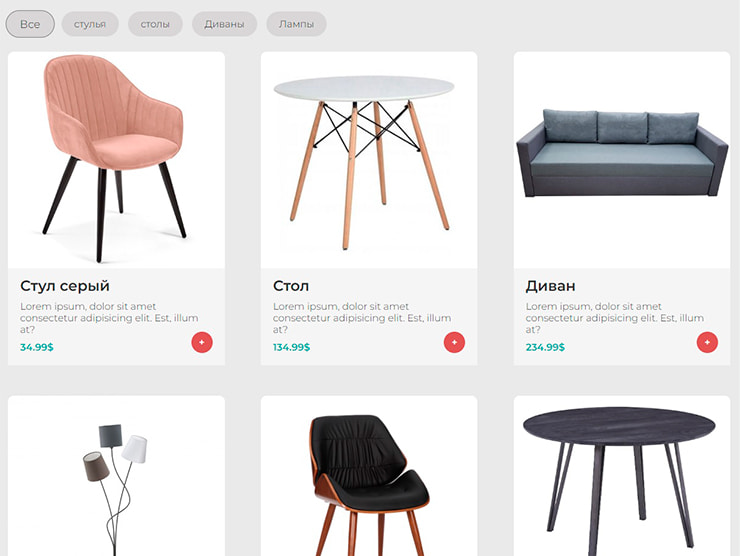 Все стулья столы Диваны Лампы
Стул серый
Lorem ipsum, dolor sit amet
consectetur adipisicing elit. Est, illum
at?
34.99$
+
Стол
Lorem ipsum, dolor sit amet
consectetur adipisicing elit. Est, illum
at?
134.99$
+
Диван
Lorem ipsum, dolor sit amet
consectetur adipisicing elit. Est, illum
at?
234.99$
+